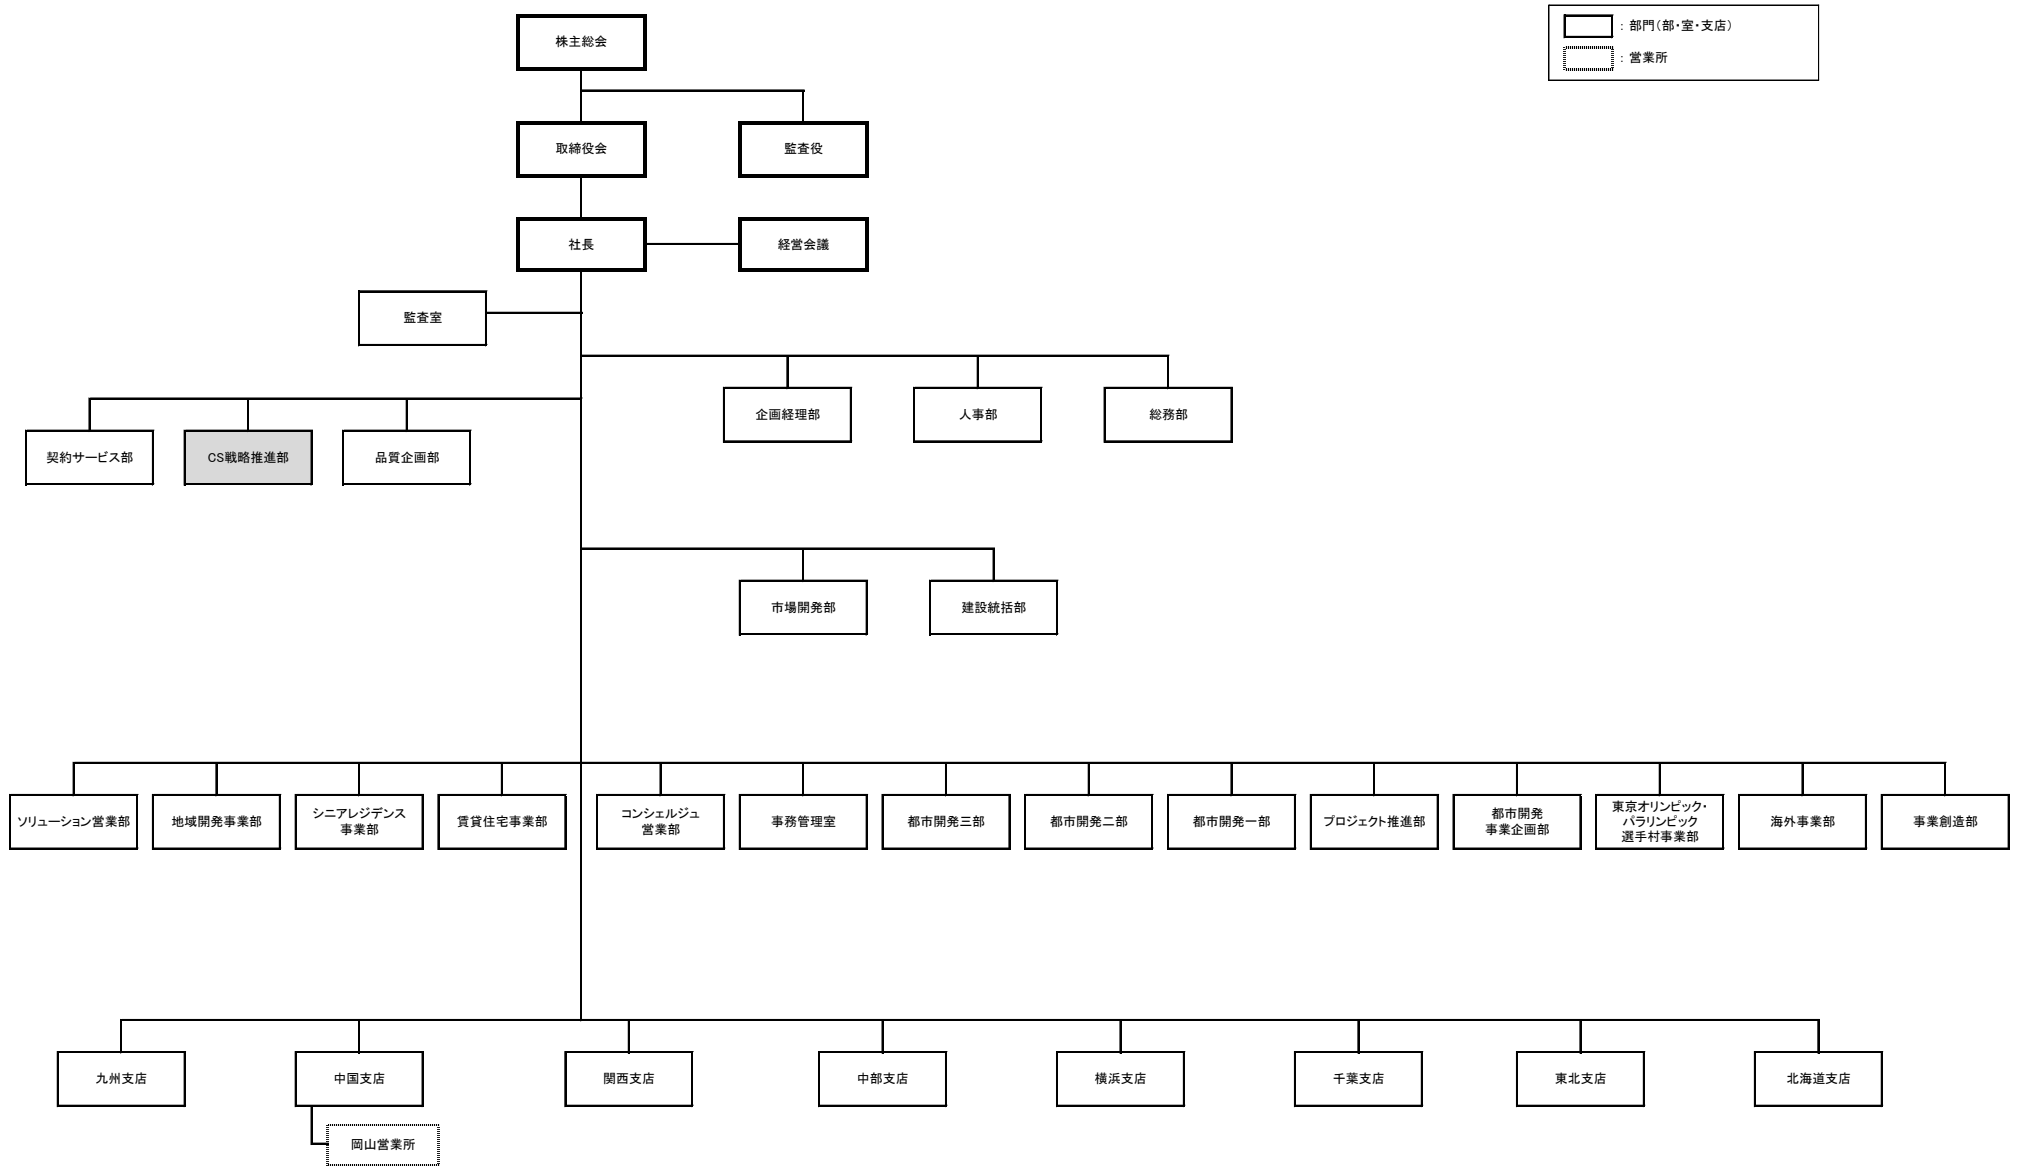 株主総会
: 部門(部・室・支店)
: 営業所
取締役会
監査役
社長
経営会議
監査室
企画経理部
人事部
総務部
契約サービス部
CS戦略推進部
品質企画部
市場開発部
建設統括部
ソリューション営業部
地域開発事業部
シニアレジデンス
事業部
賃貸住宅事業部
コンシェルジュ
営業部
事務管理室
都市開発三部
都市開発二部
都市開発一部
プロジェクト推進部
都市開発
事業企画部
東京オリンピック・
パラリンピック
選手村事業部
海外事業部
事業創造部
九州支店
中国支店
関西支店
中部支店
横浜支店
千葉支店
東北支店
北海道支店
岡山営業所